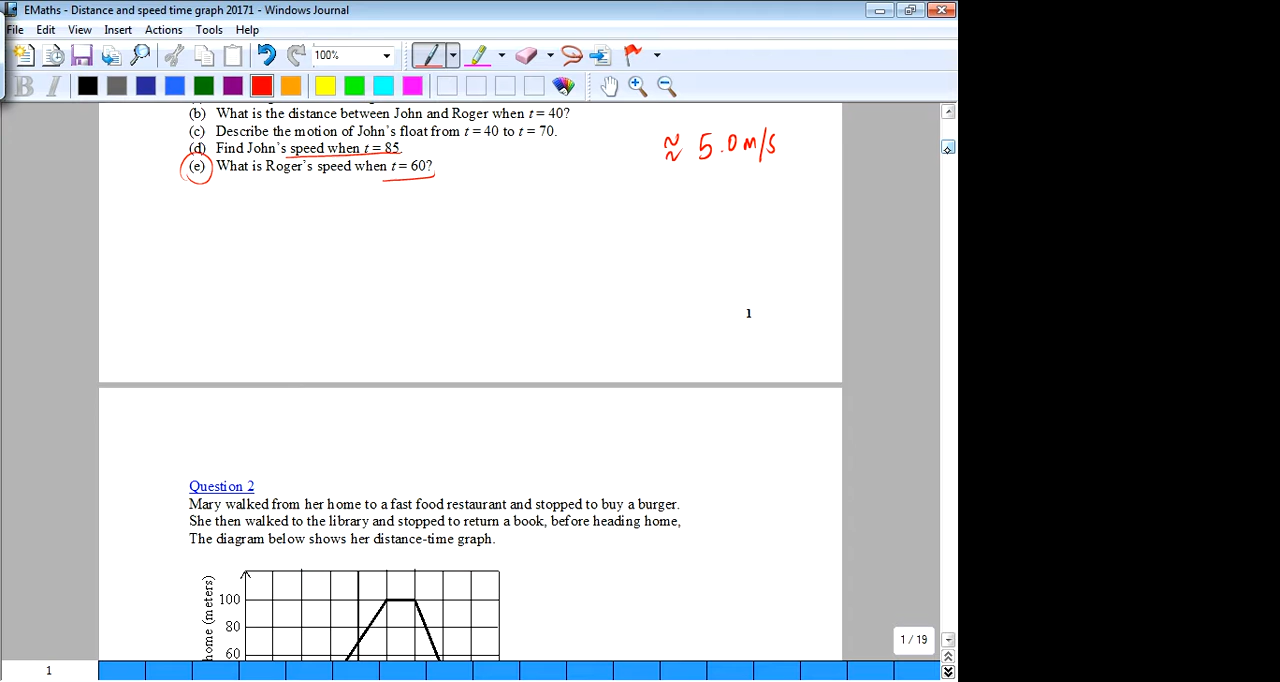 EMaths - Distance and speed time graph 20171 - Windows Journal
File Edit View Insert Actions Tools Help
100%
B I
(b) What is the distance between John and Roger when t = 40?
(c) Describe the motion of John's float from t = 40 to t = 70.
(d) Find John's speed when t = 85.
≈ 5.0 m/s
(e) What is Roger's speed when t = 60?
1
Question 2
Mary walked from her home to a fast food restaurant and stopped to buy a burger.
She then walked to the library and stopped to return a book, before heading home,
The diagram below shows her distance-time graph.
home (meters)
100
80
60
1 / 19
1